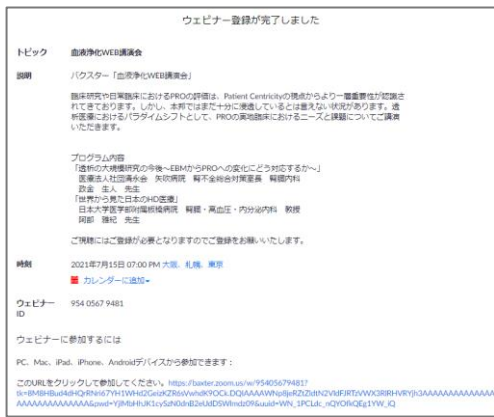 ウェビナー登録が完了しました
トピック 血液浄化WEB講演会
説明 バクスター「血液浄化WEB講演会」
臨床研究や日常臨床におけるPROの評価は、Patient Centricityの視点からより一層重要性が認識さ
れてきております。しかし、本邦ではまだ十分に浸透しているとは言えない状況があります。透
析医療におけるパラダイムシフトとして、PROの実地臨床におけるニーズと課題についてご講演
いただきます。
プログラム内容
「透析の大規模研究の今後～EBMからPROへの変化にどう対応するか～」
医療法人社団清永会 矢吹病院 腎不全総合対策室長 腎臓内科
政金 生人 先生
「世界から見た日本のHD医療」
日本大学医学部附属板橋病院 腎臓・高血圧・内分泌内科 教授
阿部 雅紀 先生
ご視聴にはご登録が必要となりますのでご登録をお願いいたします。
時刻 2021年7月15日 07:00 PM 大阪、札幌、東京
カレンダーに追加
ウェビナー 954 0567 9481
ID
ウェビナーに参加するには
PC、Mac、iPad、iPhone、Androidデバイスから参加できます：
このURLをクリックして参加してください。https://baxter.zoom.us/w/95405679481?